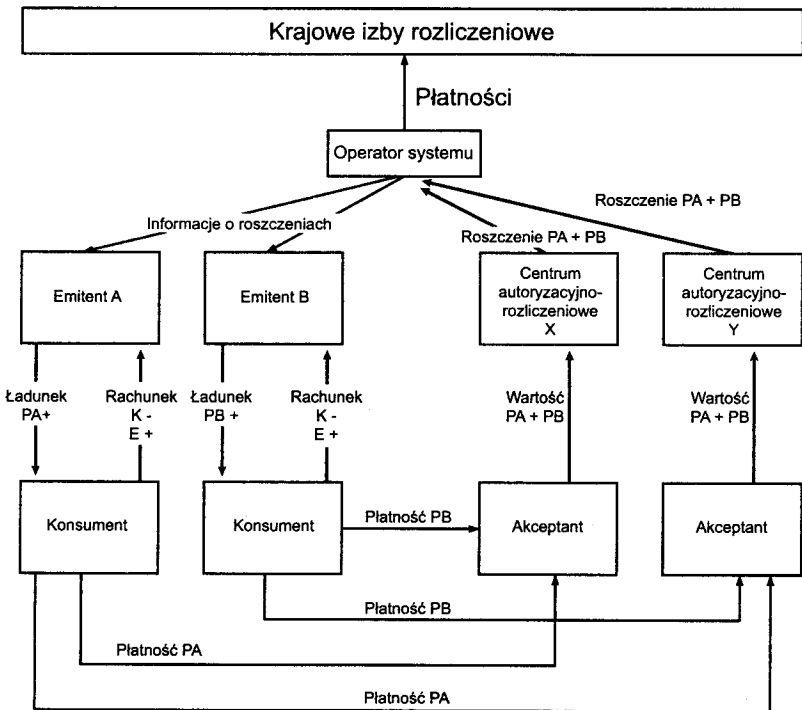 Krajowe izby rozliczeniowe
Płatności
Operator systemu
Roszczenie PA + PB
Informacje o roszczeniach
Roszczenie PA + PB
Emitent A
Emitent B
Centrum
autoryzacyjno-
rozliczeniowe
X
Centrum
autoryzacyjno-
rozliczeniowe
Y
Ładunek
PA+
Rachunek
K -
E +
Ładunek
PB +
Rachunek
K -
E +
Wartość
PA + PB
Wartość
PA + PB
Konsument
Konsument
Płatność PB
Akceptant
Akceptant
Płatność PB
Płatność PA
Płatność PA